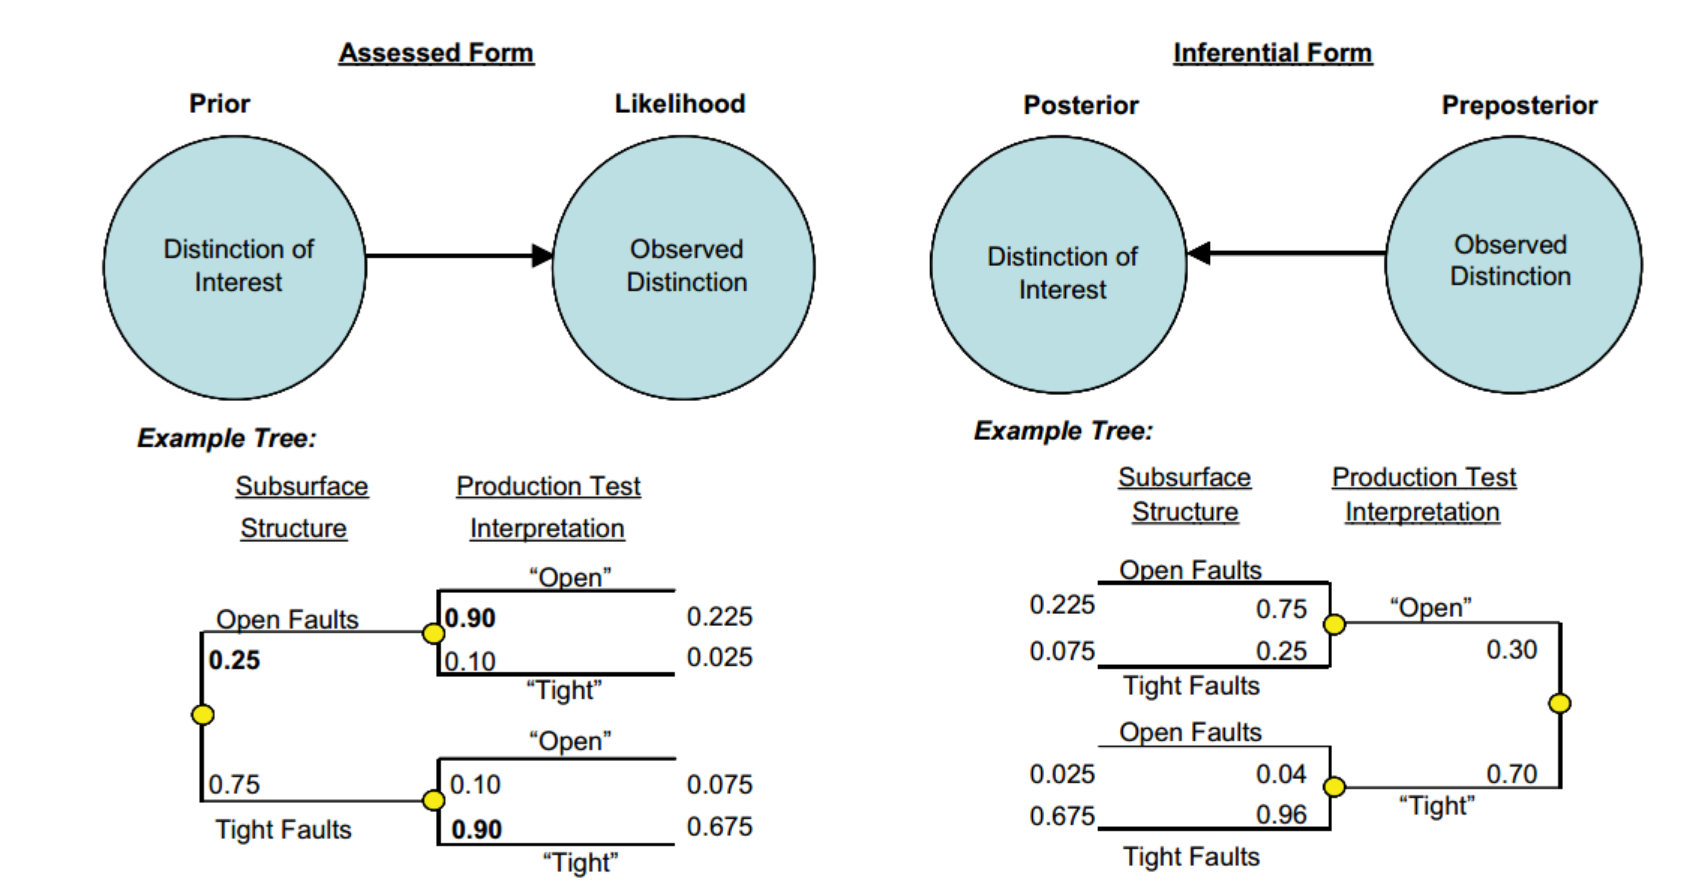 Assessed Form
Prior
Likelihood
Distinction of
Interest
Observed
Distinction
Example Tree:
Subsurface
Structure
Production Test
Interpretation
Open Faults
0.25
0.75
Tight Faults
“Open”
0.90
0.225
0.10
0.025
“Tight”
“Open”
0.10
0.075
0.90
0.675
“Tight”
Inferential Form
Posterior
Preposterior
Distinction of
Interest
Observed
Distinction
Example Tree:
Subsurface
Structure
Production Test
Interpretation
Open Faults
0.225
0.75
0.075
0.25
Tight Faults
“Open”
0.30
Open Faults
0.025
0.04
0.675
0.96
Tight Faults
0.70
“Tight”